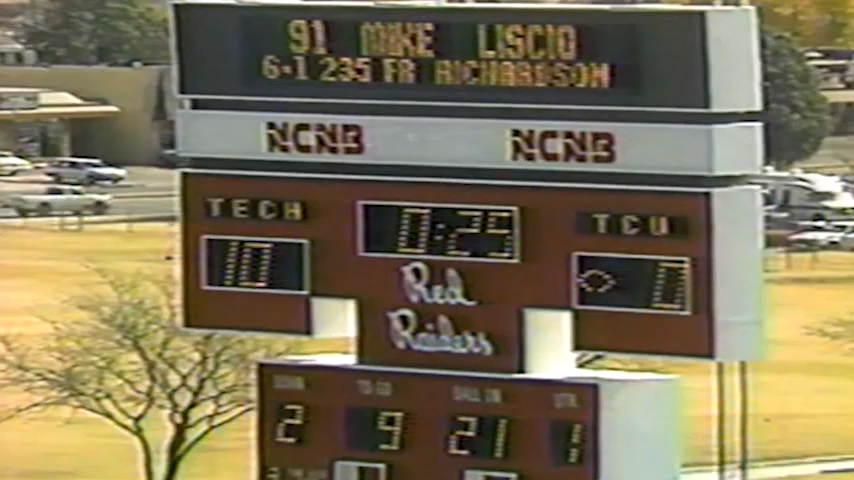 91 MIKE LISCIO
6-1 235 FR RICHARDSON
NCNB NCNB
TECH 0:25 TCU
10 0
Red
Raiders
DOWN TO GO BALL ON QTR
2 9 21 1